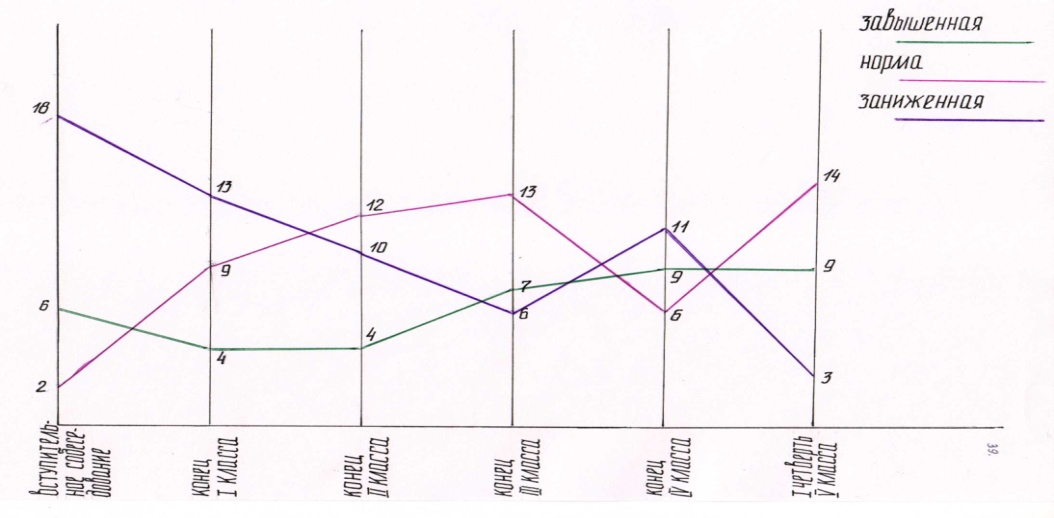 завышенная
норма
заниженная
18
13
10
6
11
3
2
9
12
13
6
14
6
4
4
7
9
9
вступитель-
ное собесе-
дование
конец
I класса
конец
II класса
конец
III класса
конец
IV класса
I четверть
V класса
39.